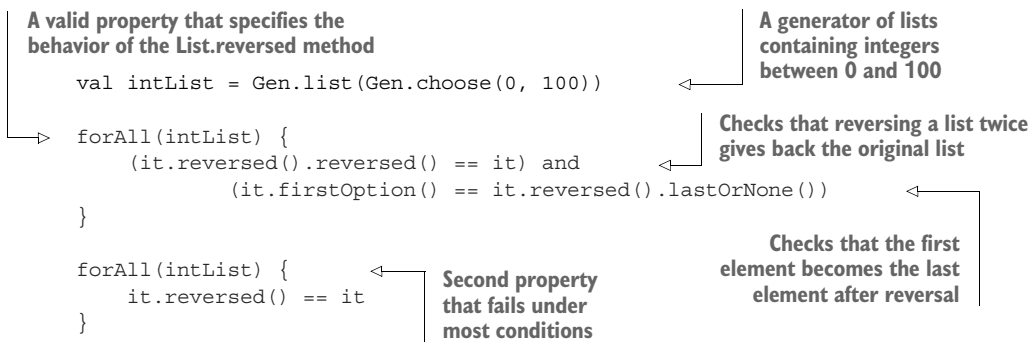 A valid property that specifies the
behavior of the List.reversed method
A generator of lists
containing integers
between 0 and 100
val intList = Gen.list(Gen.choose(0, 100))
forAll(intList) {
(it.reversed().reversed() == it) and
(it.firstOption() == it.reversed().lastOrNone())
}
Checks that reversing a list twice
gives back the original list
Checks that the first
element becomes the last
element after reversal
forAll(intList) {
it.reversed() == it
}
Second property
that fails under
most conditions